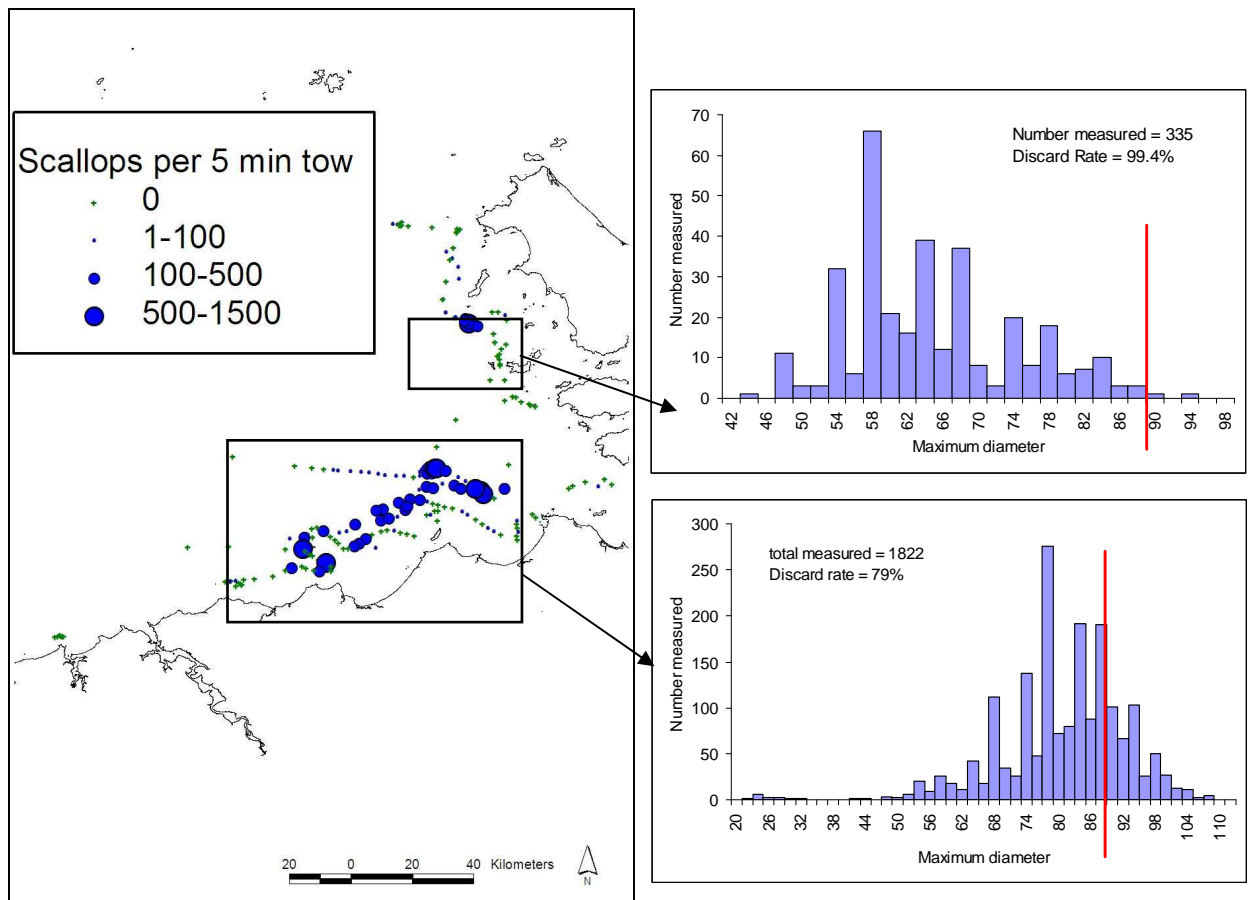 Scallops per 5 min tow
0
1-100
100-500
500-1500
20 0 20 40 Kilometers
N
70
60
50
40
30
20
10
0
Number measured
Number measured = 335
Discard Rate = 99.4%
42 46 50 54 58 62 66 70 74 78 82 86 90 94 98
Maximum diameter
300
250
200
150
100
50
0
Number measured
total measured = 1822
Discard rate = 79%
20 26 32 38 44 50 56 62 68 74 80 86 92 98 104 110
Maximum diameter